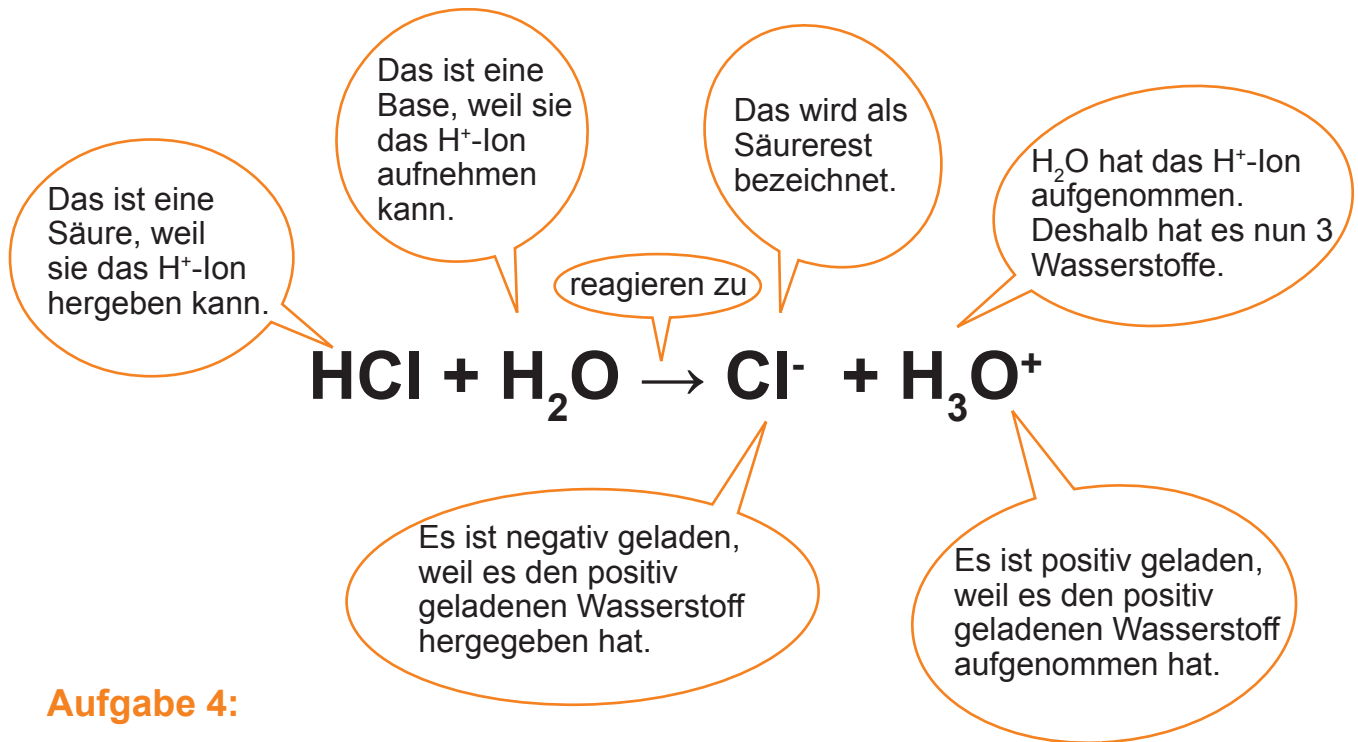 Das ist eine
Säure, weil
sie das H⁺-Ion
hergeben kann.
Das ist eine
Base, weil sie
das H⁺-Ion
aufnehmen
kann.
reagieren zu
Das wird als
Säurerest
bezeichnet.
H₂O hat das H⁺-Ion
aufgenommen.
Deshalb hat es nun 3
Wasserstoffe.
HCl + H₂O → Cl⁻ + H₃O⁺
Es ist negativ geladen,
weil es den positiv
geladenen Wasserstoff
hergegeben hat.
Es ist positiv geladen,
weil es den positiv
geladenen Wasserstoff
aufgenommen hat.
Aufgabe 4: